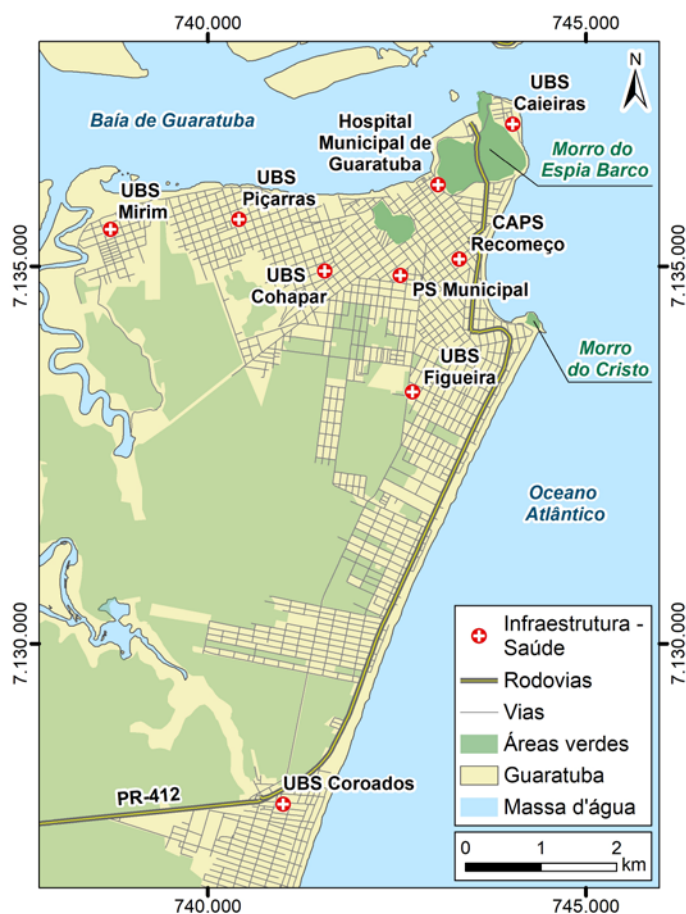 740.000
745.000
N
UBS
Caieiras
Baía de Guaratuba
Hospital
Municipal de
Guaratuba
Morro do
Espia Barco
UBS
Mirim
UBS
Piçarras
CAPS
Recomeço
7.135.000
7.135.000
UBS
Cohapar
PS Municipal
UBS
Figueira
Morro
do Cristo
Oceano
Atlântico
7.130.000
7.130.000
Infraestrutura -
Saúde
Rodovias
Vias
Áreas verdes
Guaratuba
Massa d'água
0 1 2
km
UBS Coroados
PR-412
740.000
745.000